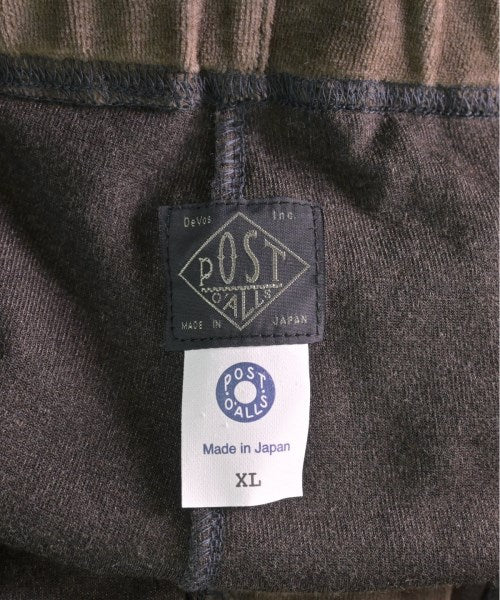 DeVos Inc.
POST
O'ALLS
MADE IN JAPAN
POST
O'ALLS
Made in Japan
XL